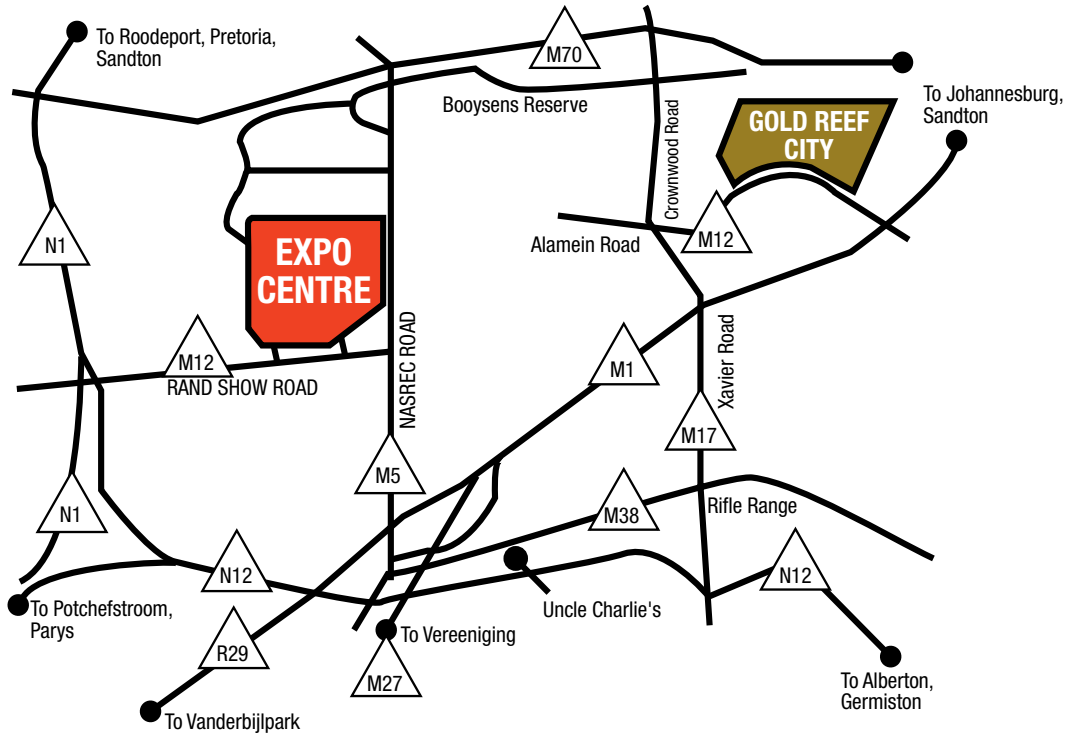 To Roodeport, Pretoria,
Sandton
M70
Booysens Reserve
To Johannesburg,
Sandton
GOLD REEF
CITY
Crownwood Road
N1
EXPO
CENTRE
Alamein Road
M12
M12
RAND SHOW ROAD
NASREC ROAD
M1
Xavier Road
M5
M17
N1
M38
Rifle Range
N12
N12
To Potchefstroom,
Parys
Uncle Charlie's
R29
To Vereeniging
M27
To Alberton,
Germiston
To Vanderbijlpark